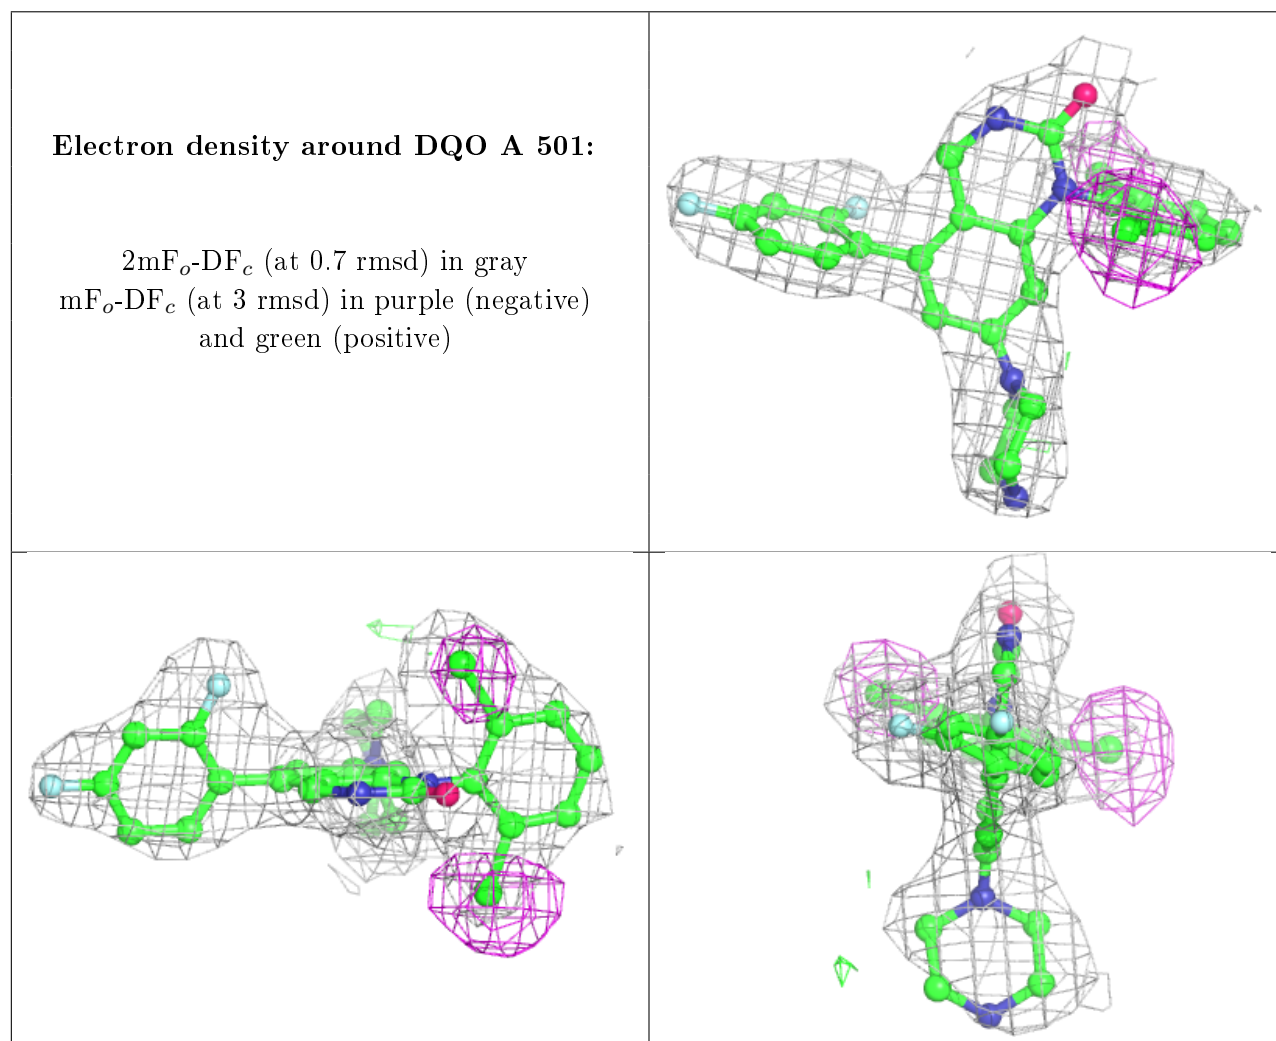 Electron density around DQO A 501:
2mFo-DFc (at 0.7 rmsd) in gray
mFo-DFc (at 3 rmsd) in purple (negative)
and green (positive)